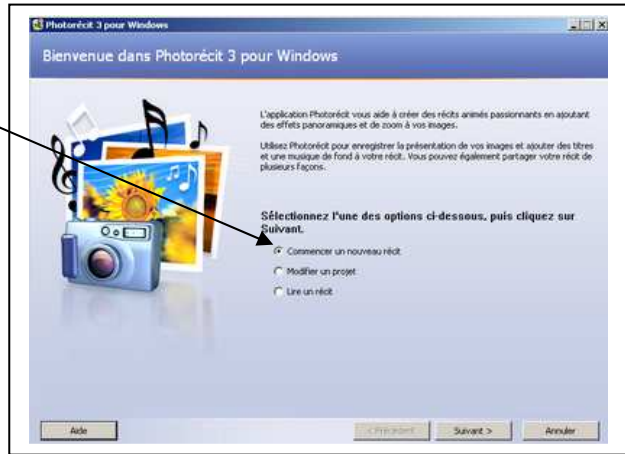 Photorécit 3 pour Windows
Bienvenue dans Photorécit 3 pour Windows
L'application Photorécit vous aide à créer des récits animés passionnants en ajoutant
des effets panoramiques et de zoom à vos images.
Utilisez Photorécit pour enregistrer la présentation de vos images et ajouter des titres
et une musique de fond à votre récit. Vous pouvez également partager votre récit de
plusieurs façons.
Sélectionnez l'une des options ci-dessous, puis cliquez sur
Suivant.
Commencer un nouveau récit
Modifier un projet
Lire un récit
Aide
< Précédent
Suivant >
Annuler